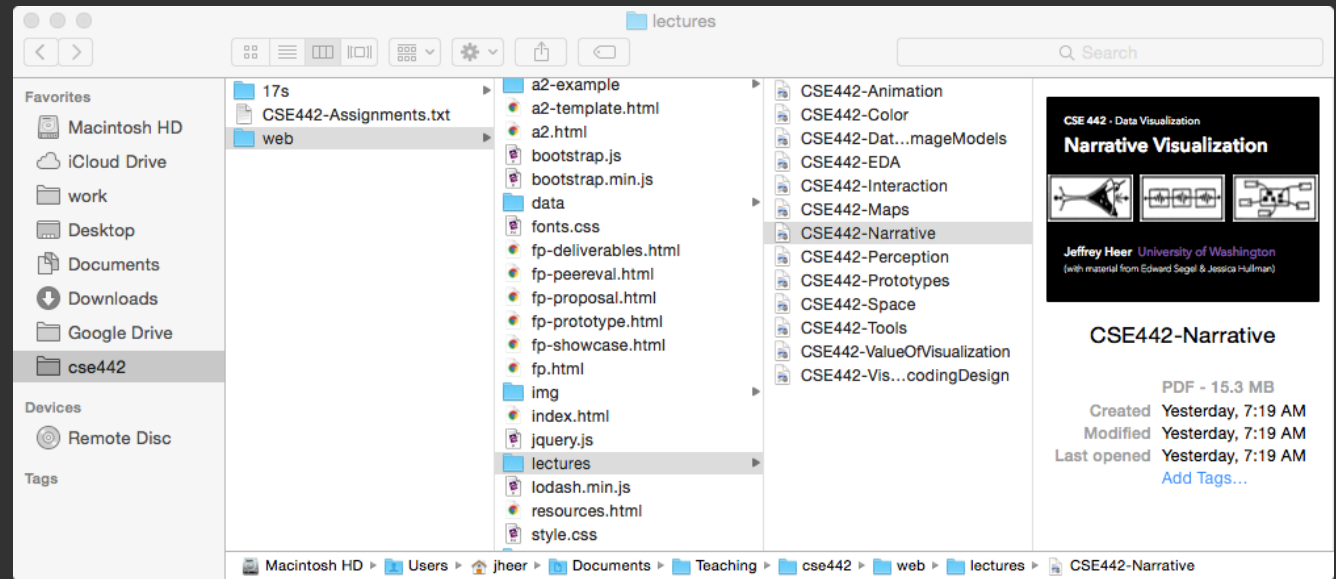 lectures
Search
Favorites
Macintosh HD
iCloud Drive
work
Desktop
Documents
Downloads
Google Drive
cse442
Devices
Remote Disc
Tags
17s
CSE442-Assignments.txt
web
a2-example
a2-template.html
a2.html
bootstrap.js
bootstrap.min.js
data
fonts.css
fp-deliverables.html
fp-peereval.html
fp-proposal.html
fp-prototype.html
fp-showcase.html
fp.html
img
index.html
jquery.js
lectures
lodash.min.js
resources.html
style.css
CSE442-Animation
CSE442-Color
CSE442-Dat...mageModels
CSE442-EDA
CSE442-Interaction
CSE442-Maps
CSE442-Narrative
CSE442-Perception
CSE442-Prototypes
CSE442-Space
CSE442-Tools
CSE442-ValueOfVisualization
CSE442-Vis...codingDesign
CSE 442 - Data Visualization
Narrative Visualization
Jeffrey Heer University of Washington
(with material from Edward Segel & Jessica Hullman)
CSE442-Narrative
PDF - 15.3 MB
Created Yesterday, 7:19 AM
Modified Yesterday, 7:19 AM
Last opened Yesterday, 7:19 AM
Add Tags...
Macintosh HD Users jheer Documents Teaching cse442 web lectures CSE442-Narrative